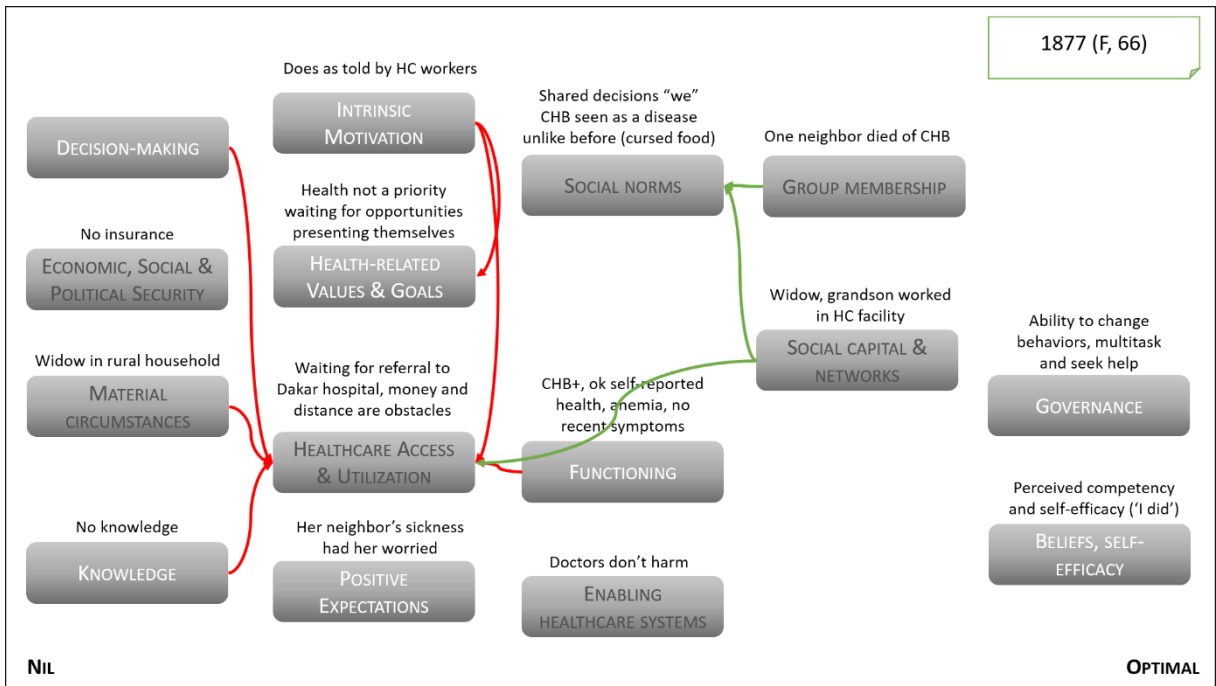 1877 (F, 66)
DECISION-MAKING
No insurance
ECONOMIC, SOCIAL &
POLITICAL SECURITY
Widow in rural household
MATERIAL
CIRCUMSTANCES
No knowledge
KNOWLEDGE
Does as told by HC workers
INTRINSIC
MOTIVATION
Health not a priority
waiting for opportunities
presenting themselves
HEALTH-RELATED
VALUES & GOALS
Waiting for referral to
Dakar hospital, money and
distance are obstacles
HEALTHCARE ACCESS
& UTILIZATION
Her neighbor’s sickness
had her worried
POSITIVE
EXPECTATIONS
Shared decisions “we”
CHB seen as a disease
unlike before (cursed food)
SOCIAL NORMS
CHB+, ok self-reported
health, anemia, no
recent symptoms
FUNCTIONING
Doctors don’t harm
ENABLING
HEALTHCARE SYSTEMS
One neighbor died of CHB
GROUP MEMBERSHIP
Widow, grandson worked
in HC facility
SOCIAL CAPITAL &
NETWORKS
Ability to change
behaviors, multitask
and seek help
GOVERNANCE
Perceived competency
and self-efficacy (‘I did’)
BELIEFS, SELF-
EFFICACY
NIL
OPTIMAL